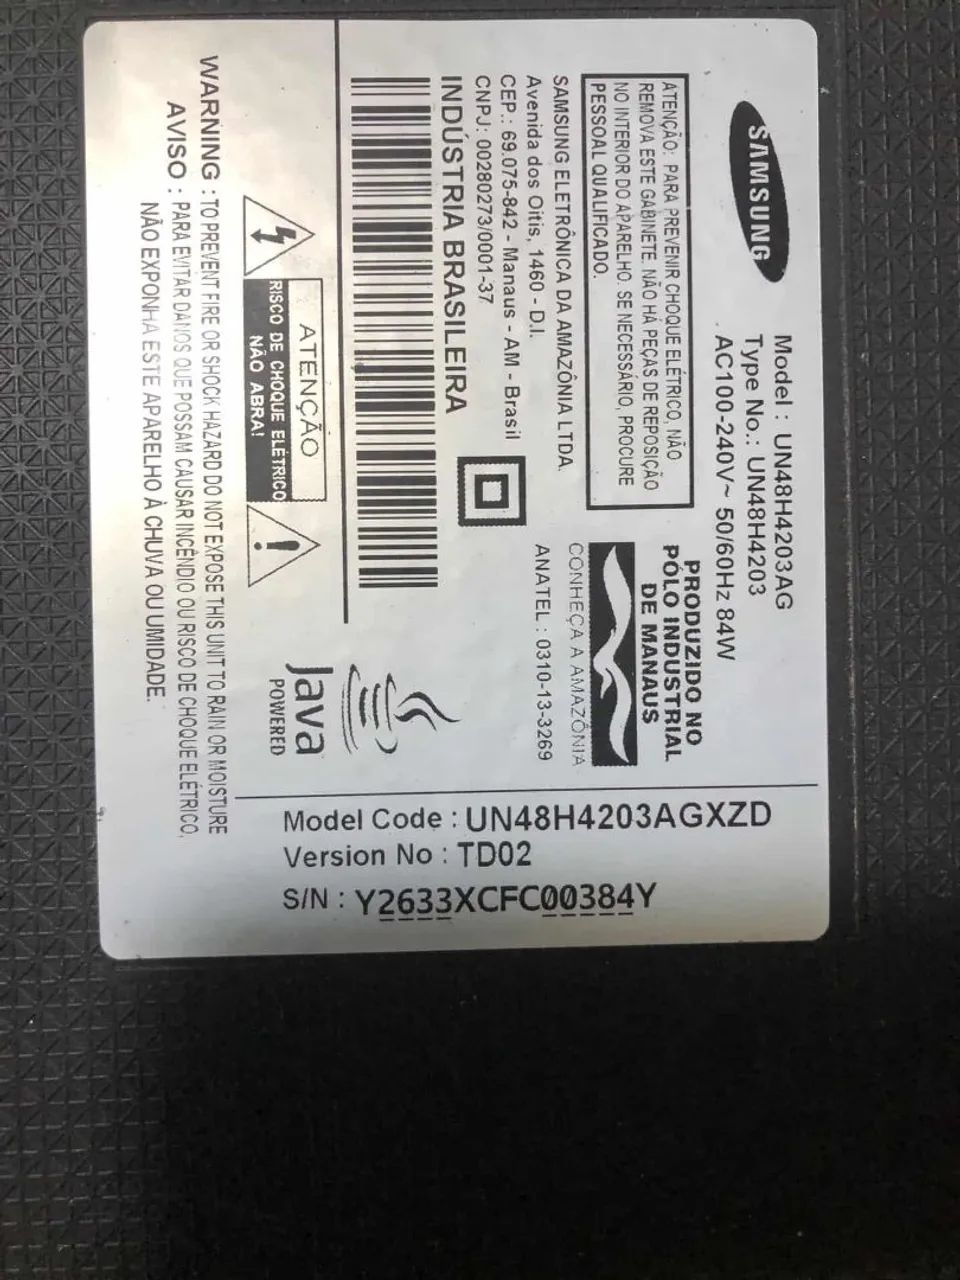 SAMSUNG
Model : UN48H4203AG
Type No.: UN48H4203
AC100-240V~ 50/60Hz 84W
ATENÇÃO: PARA PREVENIR CHOQUE ELÉTRICO, NÃO
REMOVA ESTE GABINETE. NÃO HÁ PEÇAS DE REPOSIÇÃO
NO INTERIOR DO APARELHO. SE NECESSÁRIO, PROCURE
PESSOAL QUALIFICADO.
PRODUZIDO NO
PÓLO INDUSTRIAL
DE MANAUS
CONHEÇA A AMAZÔNIA
SAMSUNG ELETRÔNICA DA AMAZÔNIA LTDA.
Avenida dos Oitis, 1460 - D.I.
CEP.: 69.075-842 - Manaus - AM - Brasil
CNPJ: 00280273/0001-37
ANATEL : 0310-13-3269
INDÚSTRIA BRASILEIRA
ATENÇÃO
RISCO DE CHOQUE ELÉTRICO
NÃO ABRA!
Java
POWERED
WARNING : TO PREVENT FIRE OR SHOCK HAZARD DO NOT EXPOSE THIS UNIT TO RAIN OR MOISTURE
AVISO : PARA EVITAR DANOS QUE POSSAM CAUSAR INCÊNDIO OU RISCO DE CHOQUE ELÉTRICO,
NÃO EXPONHA ESTE APARELHO À CHUVA OU UMIDADE.
Model Code : UN48H4203AGXZD
Version No : TD02
S/N : Y2633XCFC00384Y